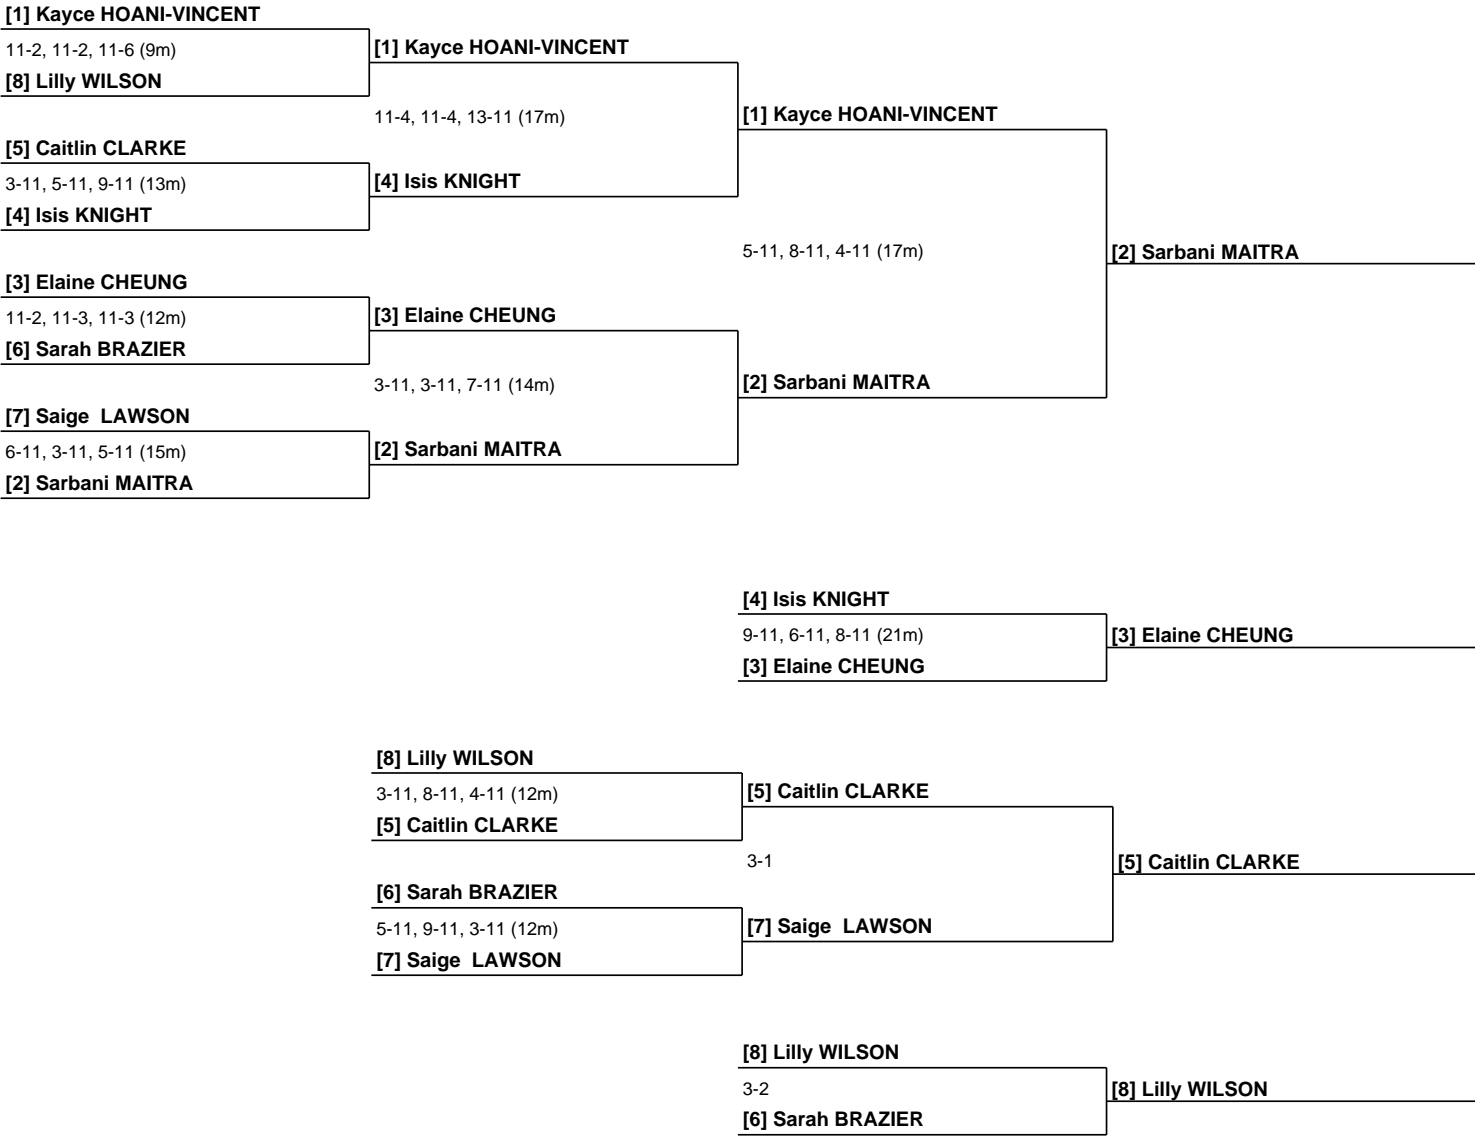 [1] Kayce HOANI-VINCENT
11-2, 11-2, 11-6 (9m)
[8] Lilly WILSON
[5] Caitlin CLARKE
3-11, 5-11, 9-11 (13m)
[4] Isis KNIGHT
[3] Elaine CHEUNG
11-2, 11-3, 11-3 (12m)
[6] Sarah BRAZIER
[7] Saige  LAWSON
6-11, 3-11, 5-11 (15m)
[2] Sarbani MAITRA
[1] Kayce HOANI-VINCENT
11-4, 11-4, 13-11 (17m)
[4] Isis KNIGHT
[3] Elaine CHEUNG
3-11, 3-11, 7-11 (14m)
[2] Sarbani MAITRA
[1] Kayce HOANI-VINCENT
5-11, 8-11, 4-11 (17m)
[2] Sarbani MAITRA
[2] Sarbani MAITRA
[4] Isis KNIGHT
9-11, 6-11, 8-11 (21m)
[3] Elaine CHEUNG
[3] Elaine CHEUNG
[8] Lilly WILSON
3-11, 8-11, 4-11 (12m)
[5] Caitlin CLARKE
[6] Sarah BRAZIER
5-11, 9-11, 3-11 (12m)
[7] Saige  LAWSON
[5] Caitlin CLARKE
3-1
[7] Saige  LAWSON
[5] Caitlin CLARKE
[8] Lilly WILSON
3-2
[6] Sarah BRAZIER
[8] Lilly WILSON